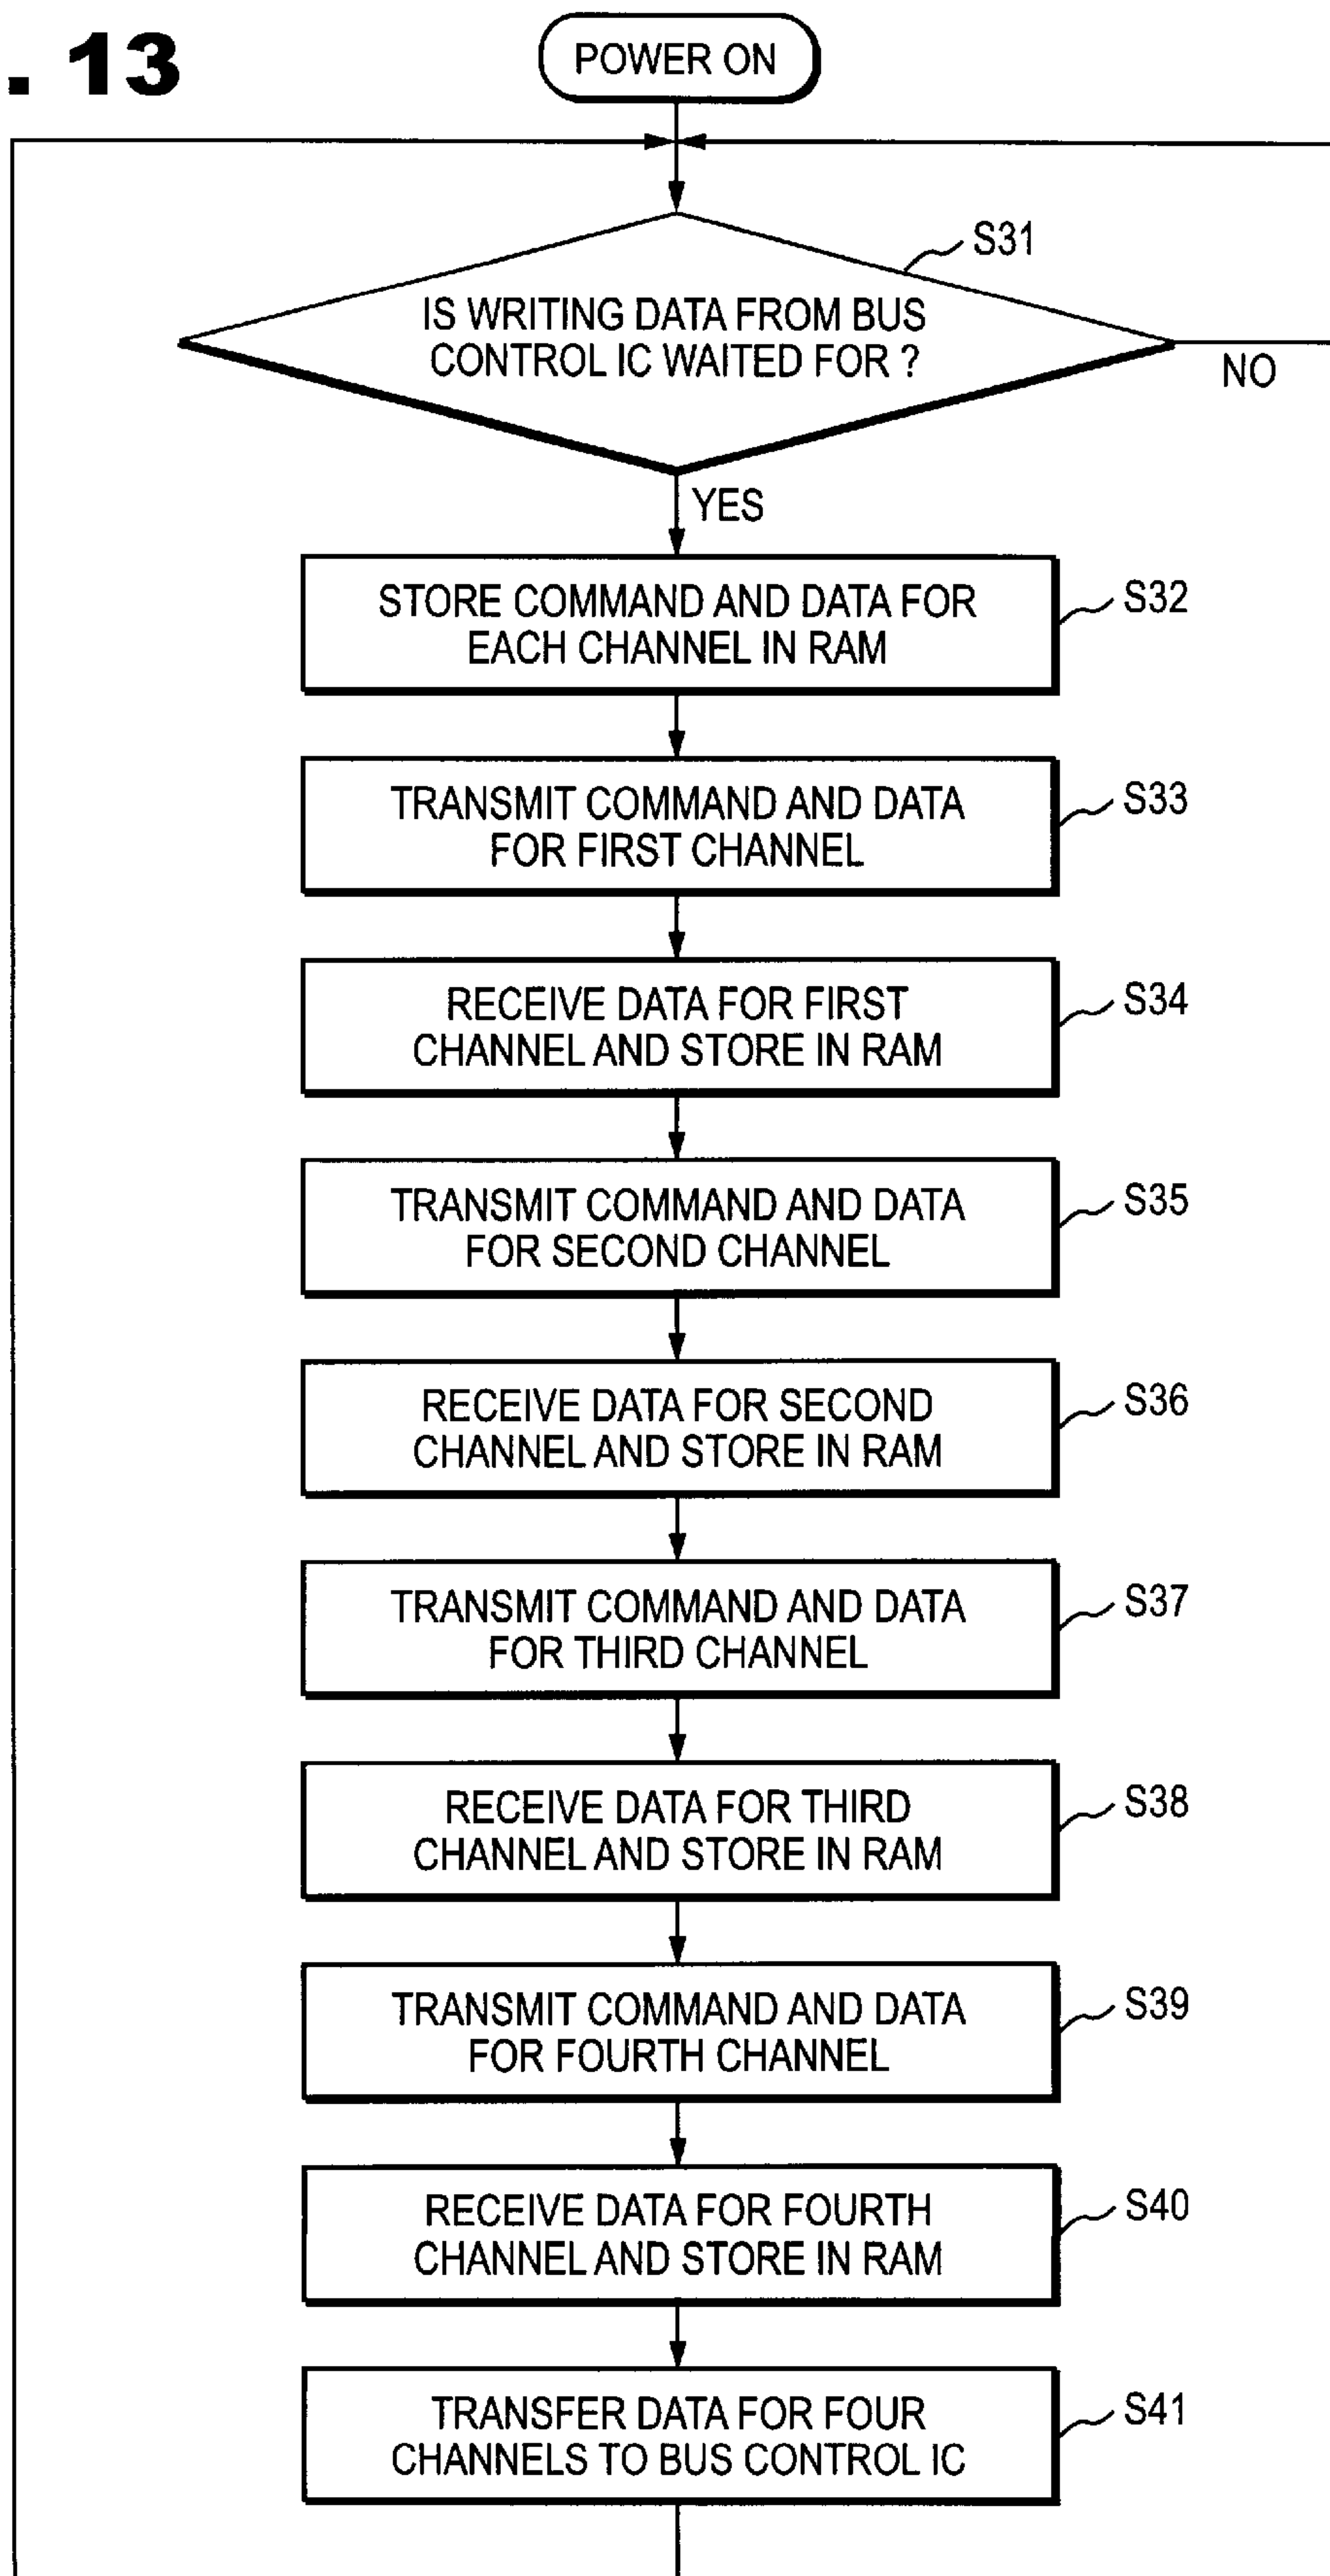 . 13
POWER ON
S31
IS WRITING DATA FROM BUS
CONTROL IC WAITED FOR ?
NO
YES
STORE COMMAND AND DATA FOR
EACH CHANNEL IN RAM
S32
TRANSMIT COMMAND AND DATA
FOR FIRST CHANNEL
S33
RECEIVE DATA FOR FIRST
CHANNEL AND STORE IN RAM
S34
TRANSMIT COMMAND AND DATA
FOR SECOND CHANNEL
S35
RECEIVE DATA FOR SECOND
CHANNEL AND STORE IN RAM
S36
TRANSMIT COMMAND AND DATA
FOR THIRD CHANNEL
S37
RECEIVE DATA FOR THIRD
CHANNEL AND STORE IN RAM
S38
TRANSMIT COMMAND AND DATA
FOR FOURTH CHANNEL
S39
RECEIVE DATA FOR FOURTH
CHANNEL AND STORE IN RAM
S40
TRANSFER DATA FOR FOUR
CHANNELS TO BUS CONTROL IC
S41